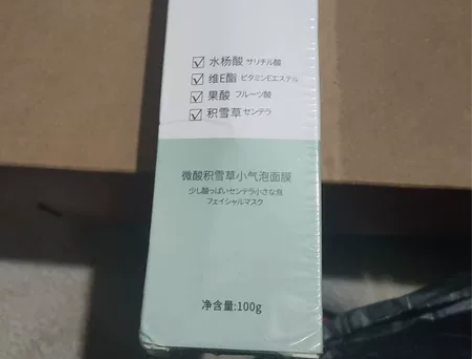 ☑ 水杨酸 サリチル酸
☑ 维E酯 ビタミンEエステル
☑ 果酸 フルーツ酸
☑ 积雪草 センテラ
微酸积雪草小气泡面膜
少し酸っぱいセンテラ小さな泡
フェイシャルマスク
净含量:100g